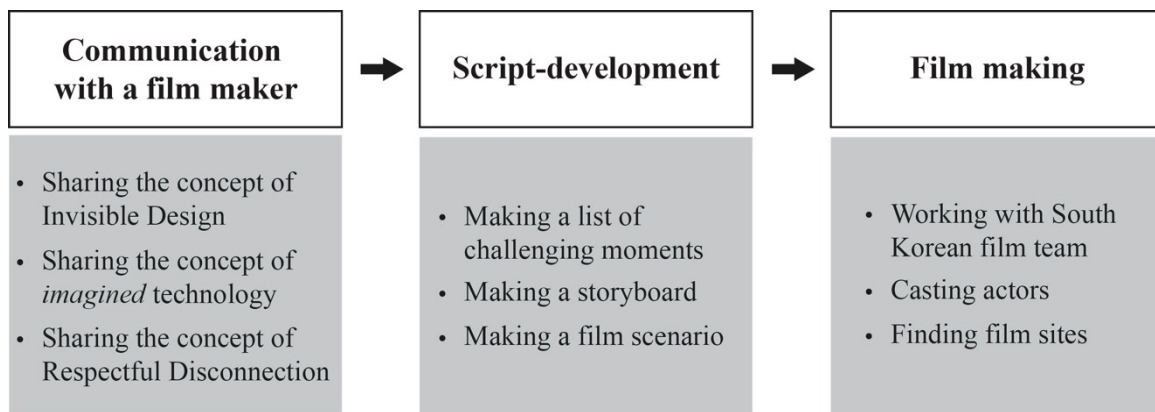 Communication
with a film maker
• Sharing the concept of
Invisible Design
• Sharing the concept of
imagined technology
• Sharing the concept of
Respectful Disconnection
Script-development
• Making a list of
challenging moments
• Making a storyboard
• Making a film scenario
Film making
• Working with South
Korean film team
• Casting actors
• Finding film sites